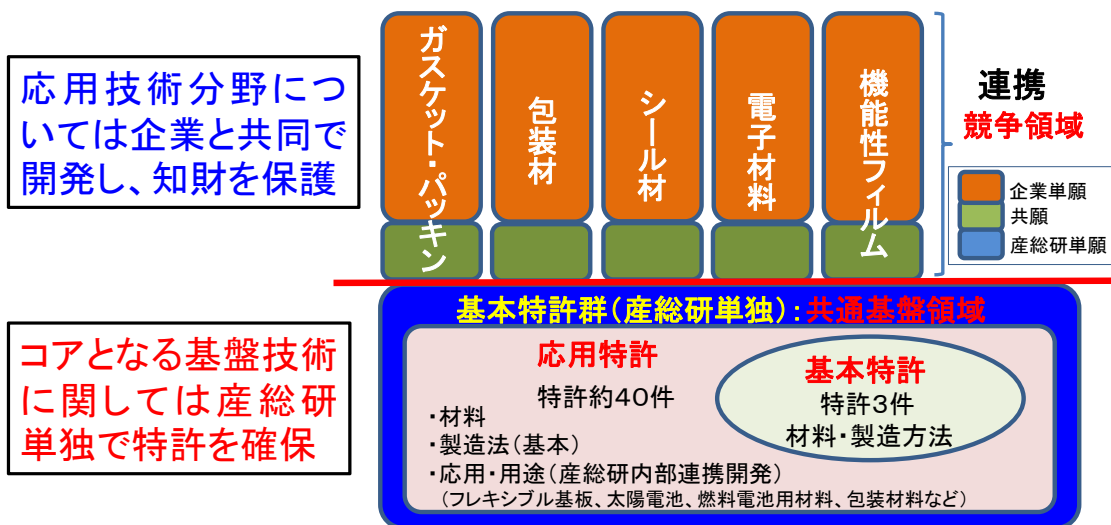 応用技術分野につ
いては企業と共同で
開発し、知財を保護
ガスケット・パッキン
包装材
シール材
電子材料
機能性フィルム
連携
競争領域
企業単願
共願
産総研単願
コアとなる基盤技術
に関しては産総研
単独で特許を確保
基本特許群(産総研単独):共通基盤領域
応用特許
特許約40件
・材料
・製造法(基本)
・応用・用途(産総研内部連携開発)
(フレキシブル基板、太陽電池、燃料電池用材料、包装材料など)
基本特許
特許3件
材料・製造方法